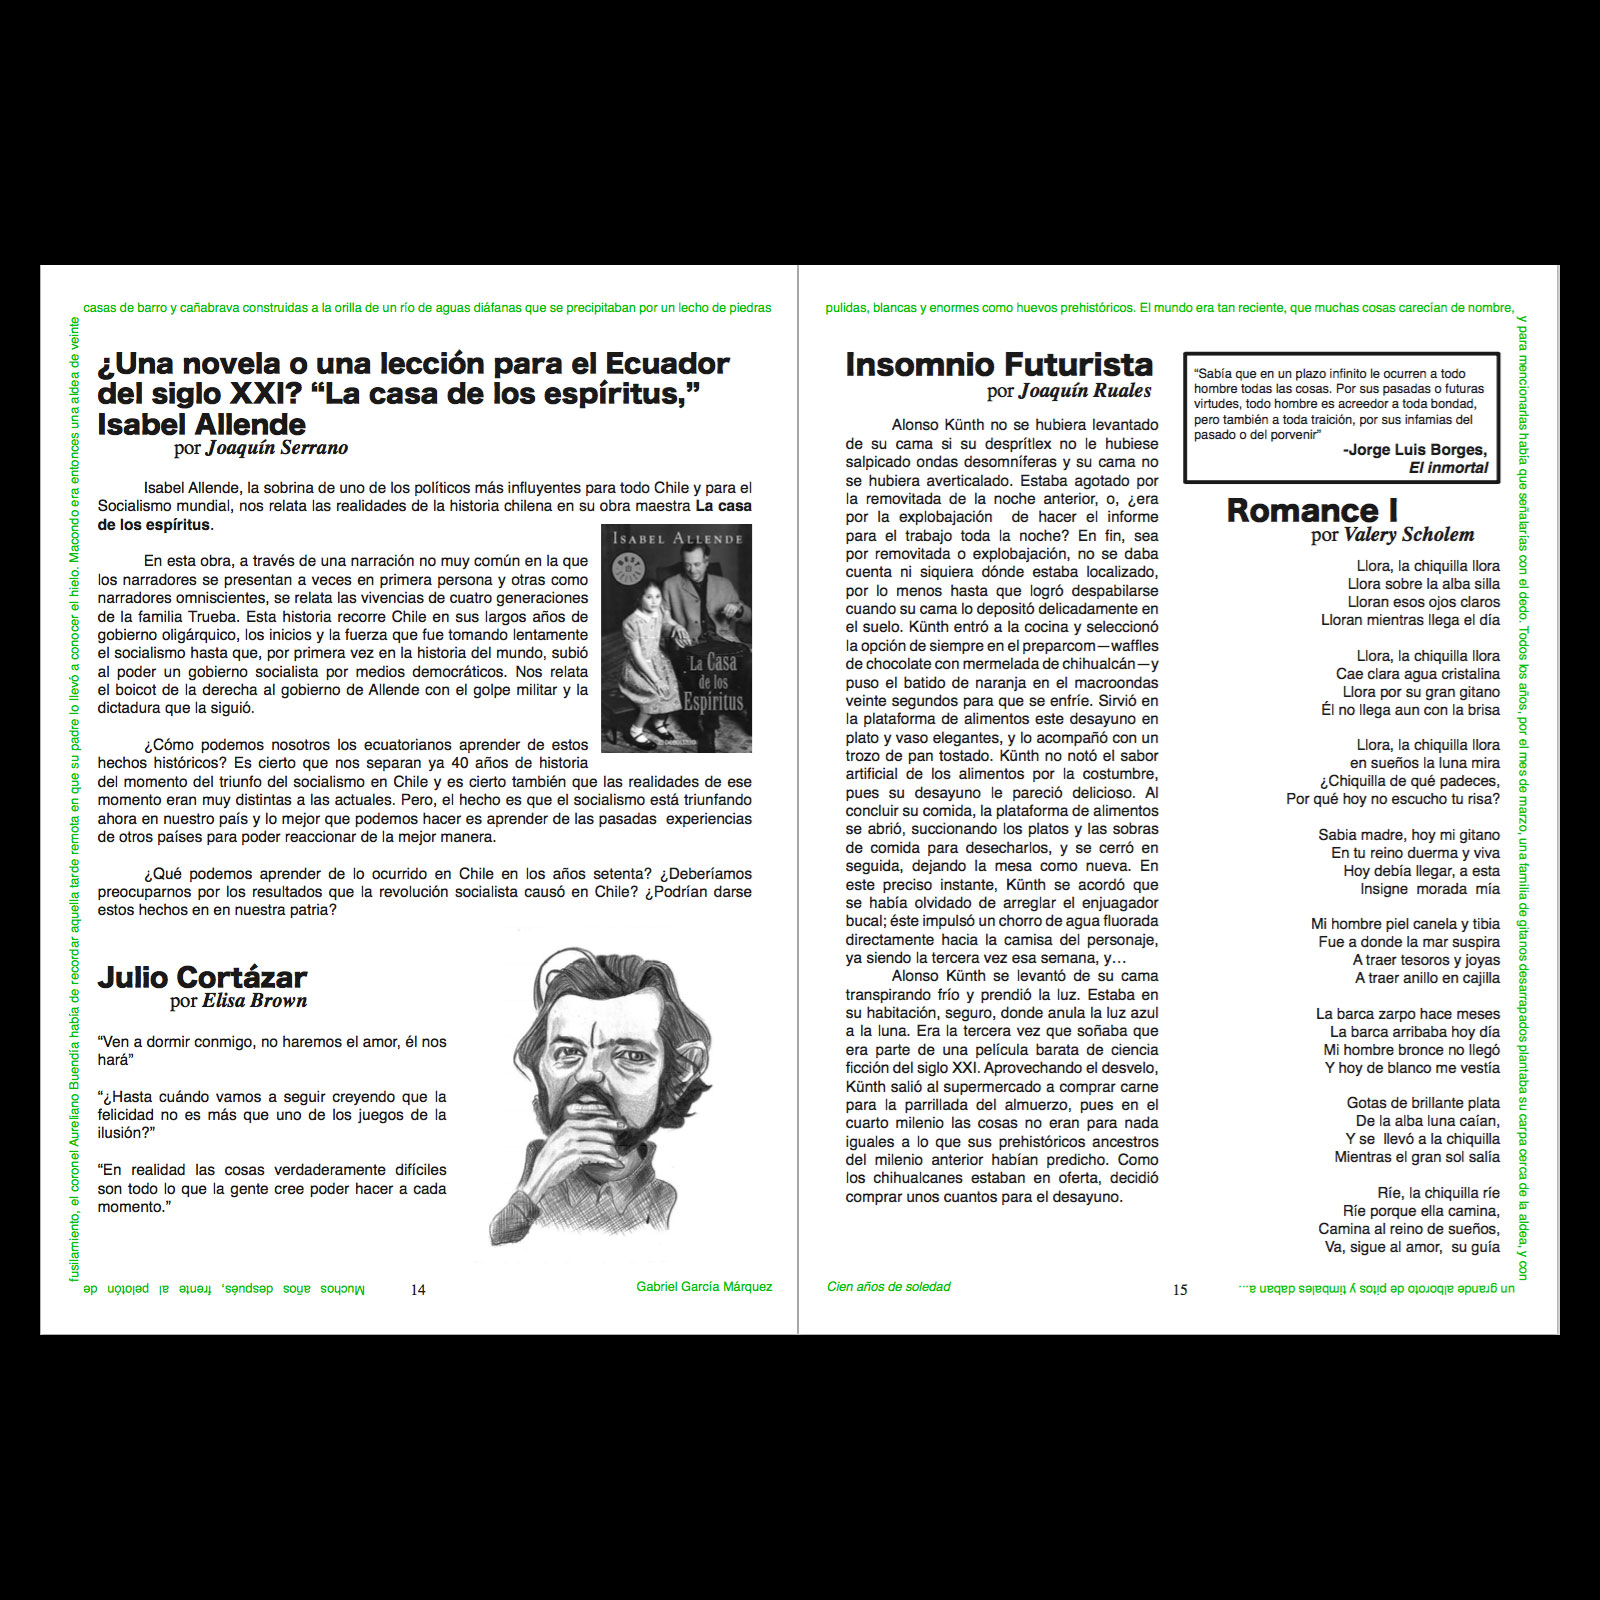 casas de barro y cañabrava construidas a la orilla de un río de aguas diáfanas que se precipitaban por un lecho de piedras
fusilamiento, el coronel Aureliano Buendía había de recordar aquella tarde remota en que su padre lo llevó a conocer el hielo. Macondo era entonces una aldea de veinte
¿Una novela o una lección para el Ecuador
del siglo XXI? “La casa de los espíritus,”
Isabel Allende
por Joaquín Serrano
Isabel Allende, la sobrina de uno de los políticos más influyentes para todo Chile y para el
Socialismo mundial, nos relata las realidades de la historia chilena en su obra maestra La casa
de los espíritus.
En esta obra, a través de una narración no muy común en la que
los narradores se presentan a veces en primera persona y otras como
narradores omniscientes, se relata las vivencias de cuatro generaciones
de la familia Trueba. Esta historia recorre Chile en sus largos años de
gobierno oligárquico, los inicios y la fuerza que fue tomando lentamente
el socialismo hasta que, por primera vez en la historia del mundo, subió
al poder un gobierno socialista por medios democráticos. Nos relata
el boicot de la derecha al gobierno de Allende con el golpe militar y la
dictadura que la siguió.
ISABEL ALLENDE
La Casa
de los
Espíritus
¿Cómo podemos nosotros los ecuatorianos aprender de estos
hechos históricos? Es cierto que nos separan ya 40 años de historia
del momento del triunfo del socialismo en Chile y es cierto también que las realidades de ese
momento eran muy distintas a las actuales. Pero, el hecho es que el socialismo está triunfando
ahora en nuestro país y lo mejor que podemos hacer es aprender de las pasadas experiencias
de otros países para poder reaccionar de la mejor manera.
¿Qué podemos aprender de lo ocurrido en Chile en los años setenta? ¿Deberíamos
preocuparnos por los resultados que la revolución socialista causó en Chile? ¿Podrían darse
estos hechos en en nuestra patria?
Julio Cortázar
por Elisa Brown
“Ven a dormir conmigo, no haremos el amor, él nos
hará”
“¿Hasta cuándo vamos a seguir creyendo que la
felicidad no es más que uno de los juegos de la
ilusión?”
“En realidad las cosas verdaderamente difíciles
son todo lo que la gente cree poder hacer a cada
momento.”
Muchos años después, frente al pelotón de
14
Gabriel García Márquez
pulidas, blancas y enormes como huevos prehistóricos. El mundo era tan reciente, que muchas cosas carecían de nombre,
Insomnio Futurista
por Joaquín Ruales
Alonso Künth no se hubiera levantado
de su cama si su desprítlex no le hubiese
salpicado ondas desomníferas y su cama no
se hubiera averticalado. Estaba agotado por
la removitada de la noche anterior, o, ¿era
por la explobajación de hacer el informe
para el trabajo toda la noche? En fin, sea
por removitada o explobajación, no se daba
cuenta ni siquiera dónde estaba localizado,
por lo menos hasta que logró despabilarse
cuando su cama lo depositó delicadamente en
el suelo. Künth entró a la cocina y seleccionó
la opción de siempre en el preparcom—waffles
de chocolate con mermelada de chihualcán—y
puso el batido de naranja en el macroondas
veinte segundos para que se enfríe. Sirvió en
la plataforma de alimentos este desayuno en
plato y vaso elegantes, y lo acompañó con un
trozo de pan tostado. Künth no notó el sabor
artificial de los alimentos por la costumbre,
pues su desayuno le pareció delicioso. Al
concluir su comida, la plataforma de alimentos
se abrió, succionando los platos y las sobras
de comida para desecharlos, y se cerró en
seguida, dejando la mesa como nueva. En
este preciso instante, Künth se acordó que
se había olvidado de arreglar el enjuagador
bucal; éste impulsó un chorro de agua fluorada
directamente hacia la camisa del personaje,
ya siendo la tercera vez esa semana, y…
Alonso Künth se levantó de su cama
transpirando frío y prendió la luz. Estaba en
su habitación, seguro, donde anula la luz azul
a la luna. Era la tercera vez que soñaba que
era parte de una película barata de ciencia
ficción del siglo XXI. Aprovechando el desvelo,
Künth salió al supermercado a comprar carne
para la parrillada del almuerzo, pues en el
cuarto milenio las cosas no eran para nada
iguales a lo que sus prehistóricos ancestros
del milenio anterior habían predicho. Como
los chihualcanes estaban en oferta, decidió
comprar unos cuantos para el desayuno.
“Sabía que en un plazo infinito le ocurren a todo
hombre todas las cosas. Por sus pasadas o futuras
virtudes, todo hombre es acreedor a toda bondad,
pero también a toda traición, por sus infamias del
pasado o del porvenir”
-Jorge Luis Borges,
El inmortal
Romance I
por Valery Scholem
Llora, la chiquilla llora
Llora sobre la alba silla
Lloran esos ojos claros
Lloran mientras llega el día
Llora, la chiquilla llora
Cae clara agua cristalina
Llora por su gran gitano
Él no llega aun con la brisa
Llora, la chiquilla llora
en sueños la luna mira
¿Chiquilla de qué padeces,
Por qué hoy no escucho tu risa?
Sabia madre, hoy mi gitano
En tu reino duerma y viva
Hoy debía llegar, a esta
Insigne morada mía
Mi hombre piel canela y tibia
Fue a donde la mar suspira
A traer tesoros y joyas
A traer anillo en cajilla
La barca zarpo hace meses
La barca arribaba hoy día
Mi hombre bronce no llegó
Y hoy de blanco me vestía
Gotas de brillante plata
De la alba luna caían,
Y se llevó a la chiquilla
Mientras el gran sol salía
Ríe, la chiquilla ríe
Ríe porque ella camina,
Camina al reino de sueños,
Va, sigue al amor, su guía
y para mencionarlas había que señalarlas con el dedo. Todos los años, por el mes de marzo, una familia de gitanos desarrapados plantaba su carpa cerca de la aldea, y con
Cien años de soledad
15
un grande alboroto de pitos y timbales daban a...